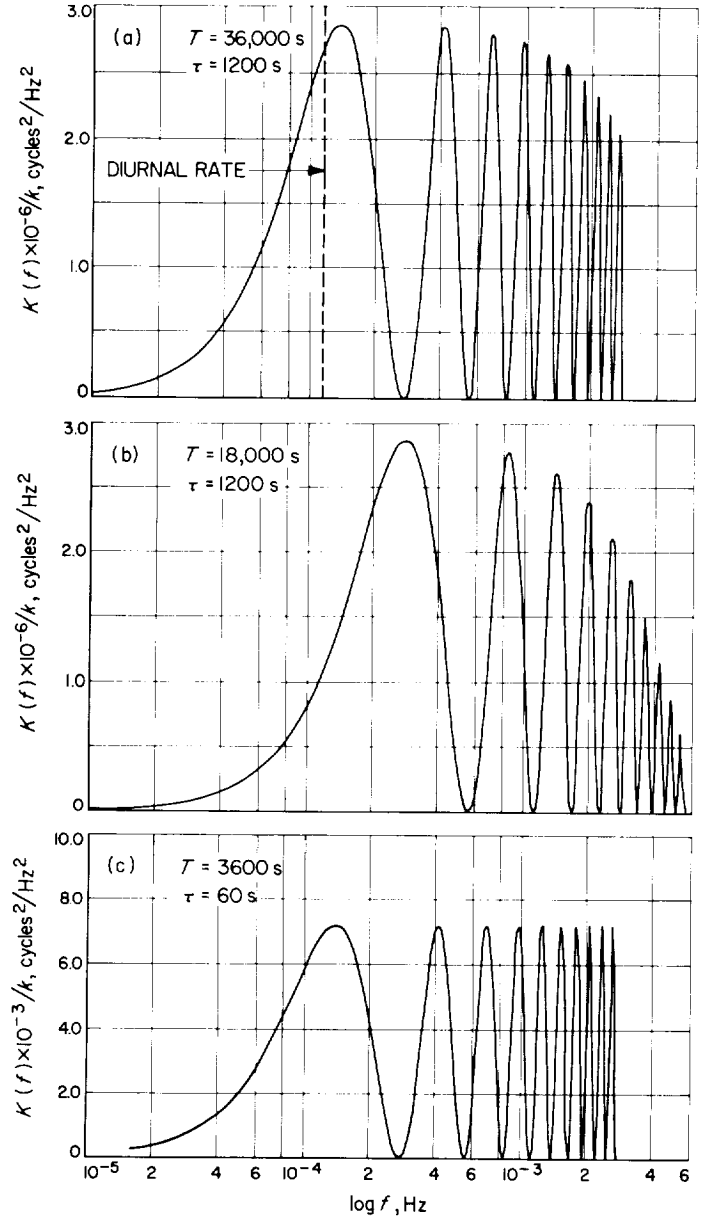 3.0
(a)
T = 36,000 s
τ = 1200 s
2.0
DIURNAL RATE
1.0
0
K(f)×10⁻⁶/k, cycles²/Hz²
3.0
(b)
T = 18,000 s
τ = 1200 s
2.0
1.0
0
K(f)×10⁻⁶/k, cycles²/Hz²
10.0
(c)
T = 3600 s
τ = 60 s
8.0
6.0
4.0
2.0
0
K(f)×10⁻³/k, cycles²/Hz²
10⁻⁵ 2 4 6 10⁻⁴ 2 4 6 10⁻³ 2 4 6
log f, Hz